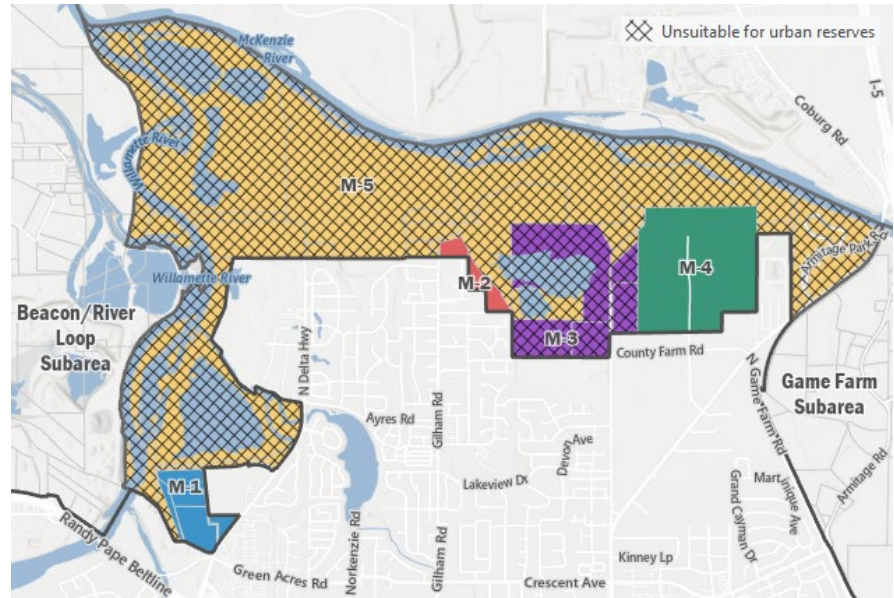 Unsuitable for urban reserves
McKenzie
River
I-5
Coburg Rd
Willamette River
M-5
Armitage Park Rd
Willamette River
M-2
M-4
Beacon/River
Loop
Subarea
M-3
County Farm Rd
N Delta Hwy
N Game Farm Rd
Game Farm
Subarea
Ayres Rd
Gilham Rd
Devon Ave
Lakeview Dr
M-1
Martinique Ave
Armitage Rd
Grand Cayman Dr
Randy Pape Beltline
Norkenzie Rd
Gilham Rd
Kinney Lp
Green Acres Rd
Crescent Ave